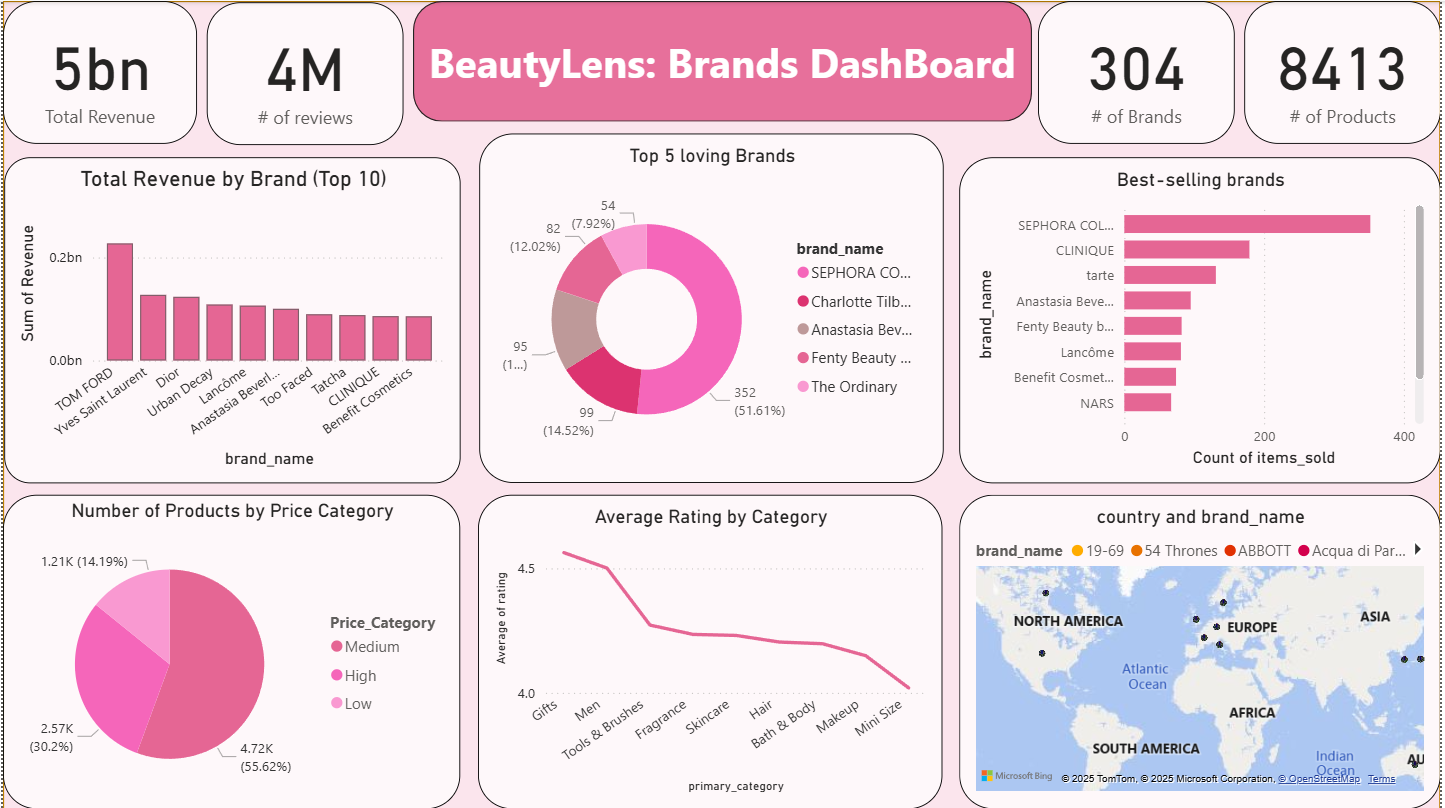 5bn
Total Revenue
4M
# of reviews
BeautyLens: Brands DashBoard
304
# of Brands
8413
# of Products
Total Revenue by Brand (Top 10)
Sum of Revenue
0.2bn
0.0bn
TOM FORD
Yves Saint Laurent
Dior
Urban Decay
Lancôme
Anastasia Beverl...
Too Faced
Tatcha
CLINIQUE
Benefit Cosmetics
brand_name
Top 5 loving Brands
54
(7.92%)
82
(12.02%)
95
(1...)
99
(14.52%)
352
(51.61%)
brand_name
SEPHORA CO...
Charlotte Tilb...
Anastasia Bev...
Fenty Beauty ...
The Ordinary
Best-selling brands
brand_name
SEPHORA COL...
CLINIQUE
tarte
Anastasia Beve...
Fenty Beauty b...
Lancôme
Benefit Cosmet...
NARS
0
200
400
Count of items_sold
Number of Products by Price Category
1.21K (14.19%)
2.57K
(30.2%)
4.72K
(55.62%)
Price_Category
Medium
High
Low
Average Rating by Category
Average of rating
4.5
4.0
Gifts
Men
Tools & Brushes
Fragrance
Skincare
Hair
Bath & Body
Makeup
Mini Size
primary_category
country and brand_name
brand_name 19-69 54 Thrones ABBOTT Acqua di Par...
NORTH AMERICA
EUROPE
ASIA
Atlantic
Ocean
AFRICA
SOUTH AMERICA
Indian
Ocean
AU
Microsoft Bing
© 2025 TomTom, © 2025 Microsoft Corporation, © OpenStreetMap Terms